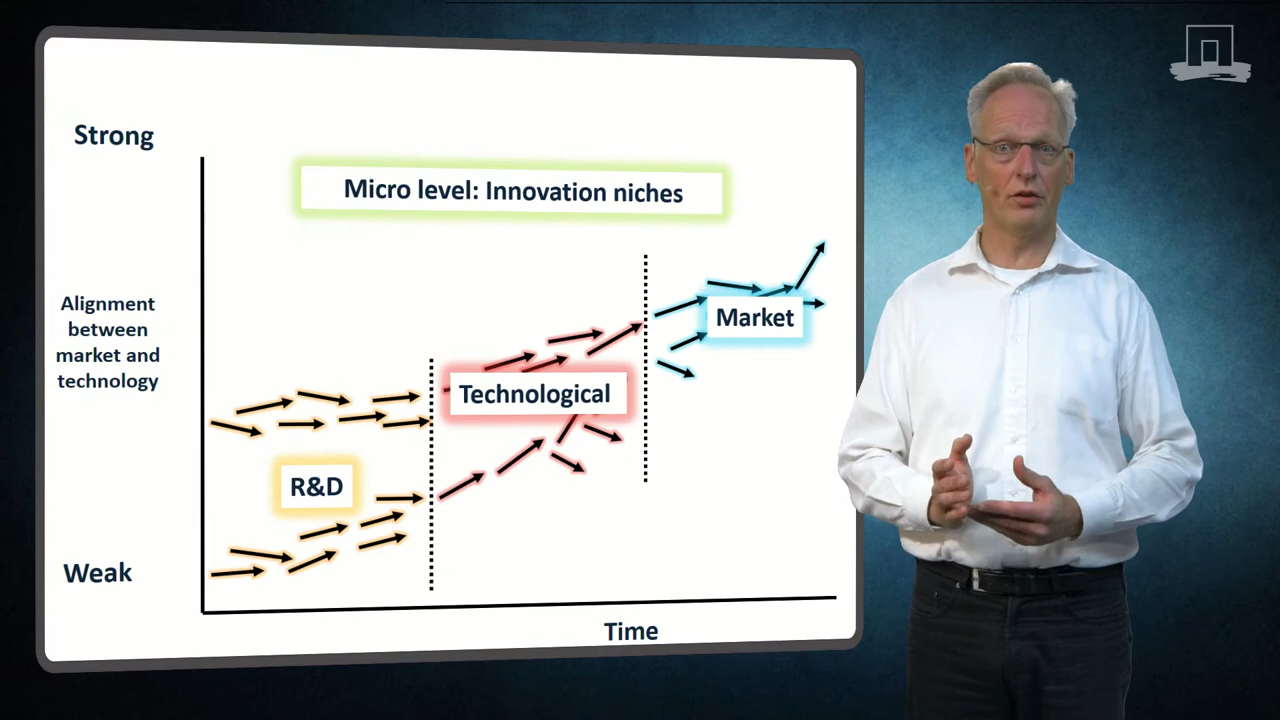 Strong
Micro level: Innovation niches
Alignment
between
market and
technology
Market
Technological
R&D
Weak
Time